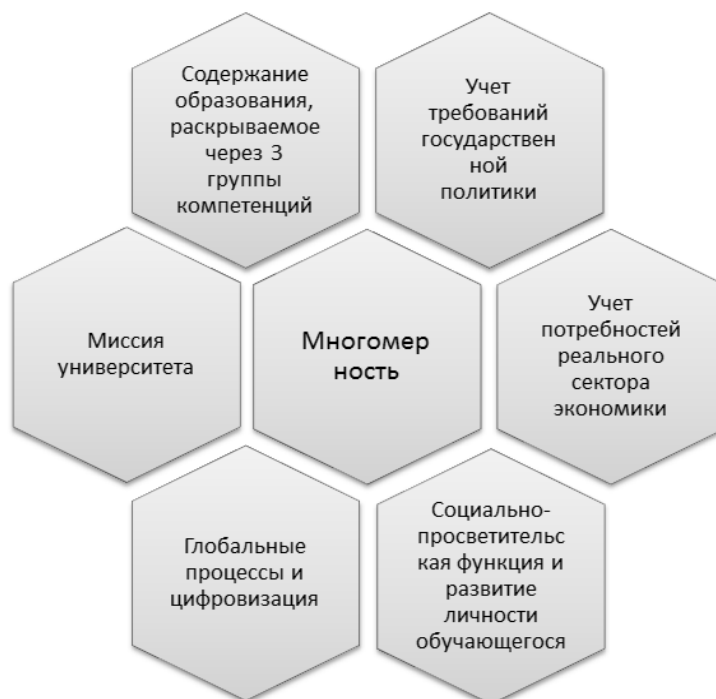 Содержание
образования,
раскрываемое
через 3
группы
компетенций
Учет
требований
государствен
ной
политики
Миссия
университета
Многомер
ность
Учет
потребностей
реального
сектора
экономики
Глобальные
процессы и
цифровизация
Социально-
просветительс
кая функция и
развитие
личности
обучающегося